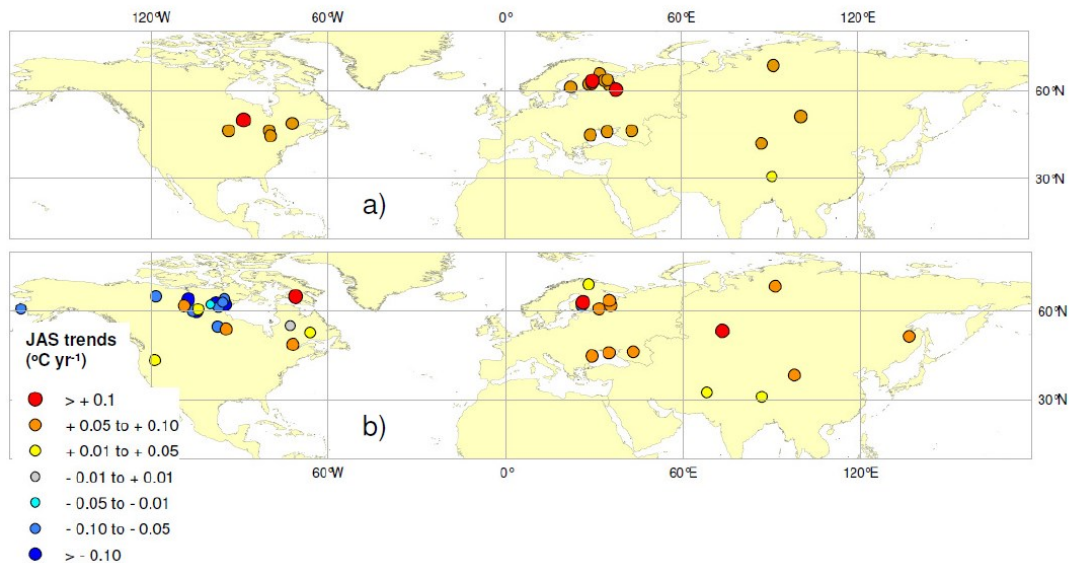 120°W 60°W 0° 60°E 120°E
60°N
30°N
a)
60°N
30°N
b)
JAS trends
(°C yr⁻¹)
> + 0.1
+ 0.05 to + 0.10
+ 0.01 to + 0.05
- 0.01 to + 0.01
- 0.05 to - 0.01
- 0.10 to - 0.05
> - 0.10
60°W 0° 60°E 120°E